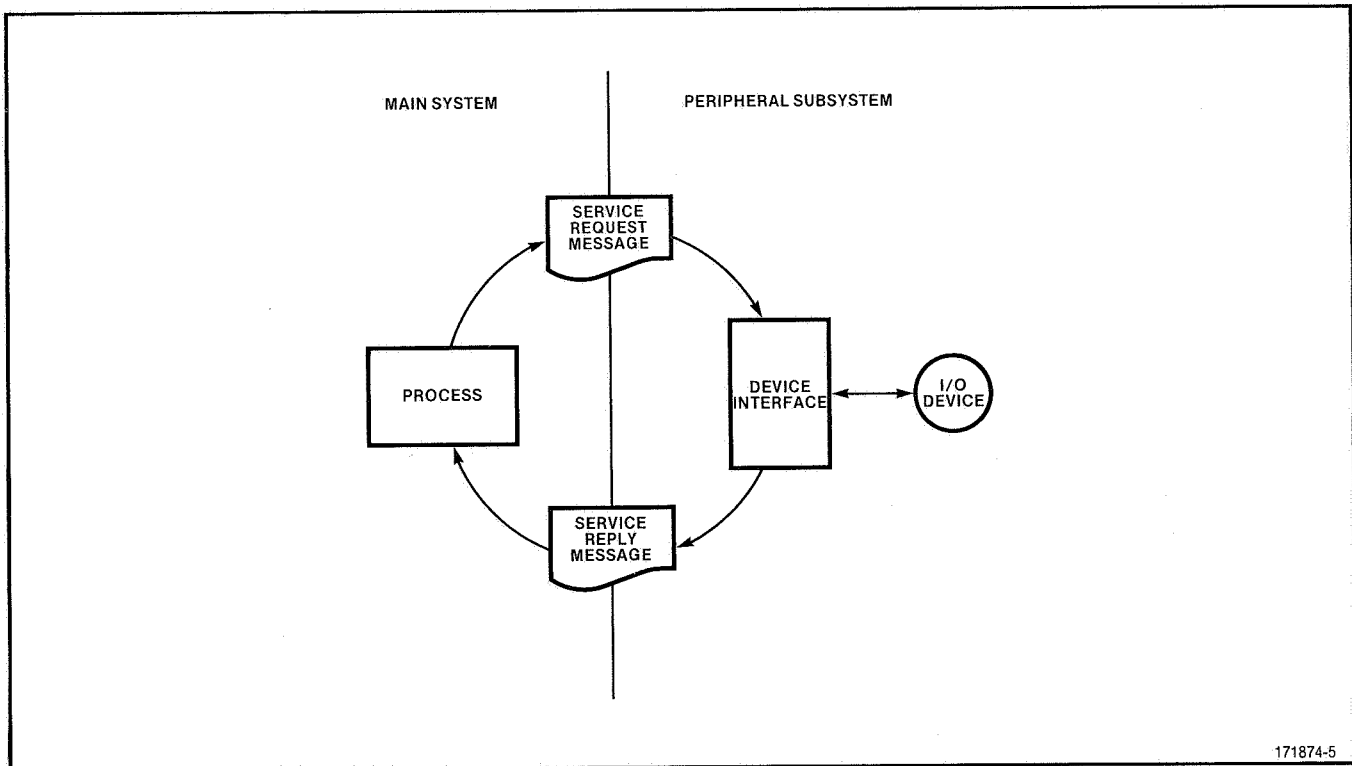 MAIN SYSTEM
PERIPHERAL SUBSYSTEM
SERVICE
REQUEST
MESSAGE
PROCESS
DEVICE
INTERFACE
I/O
DEVICE
SERVICE
REPLY
MESSAGE
171874-5